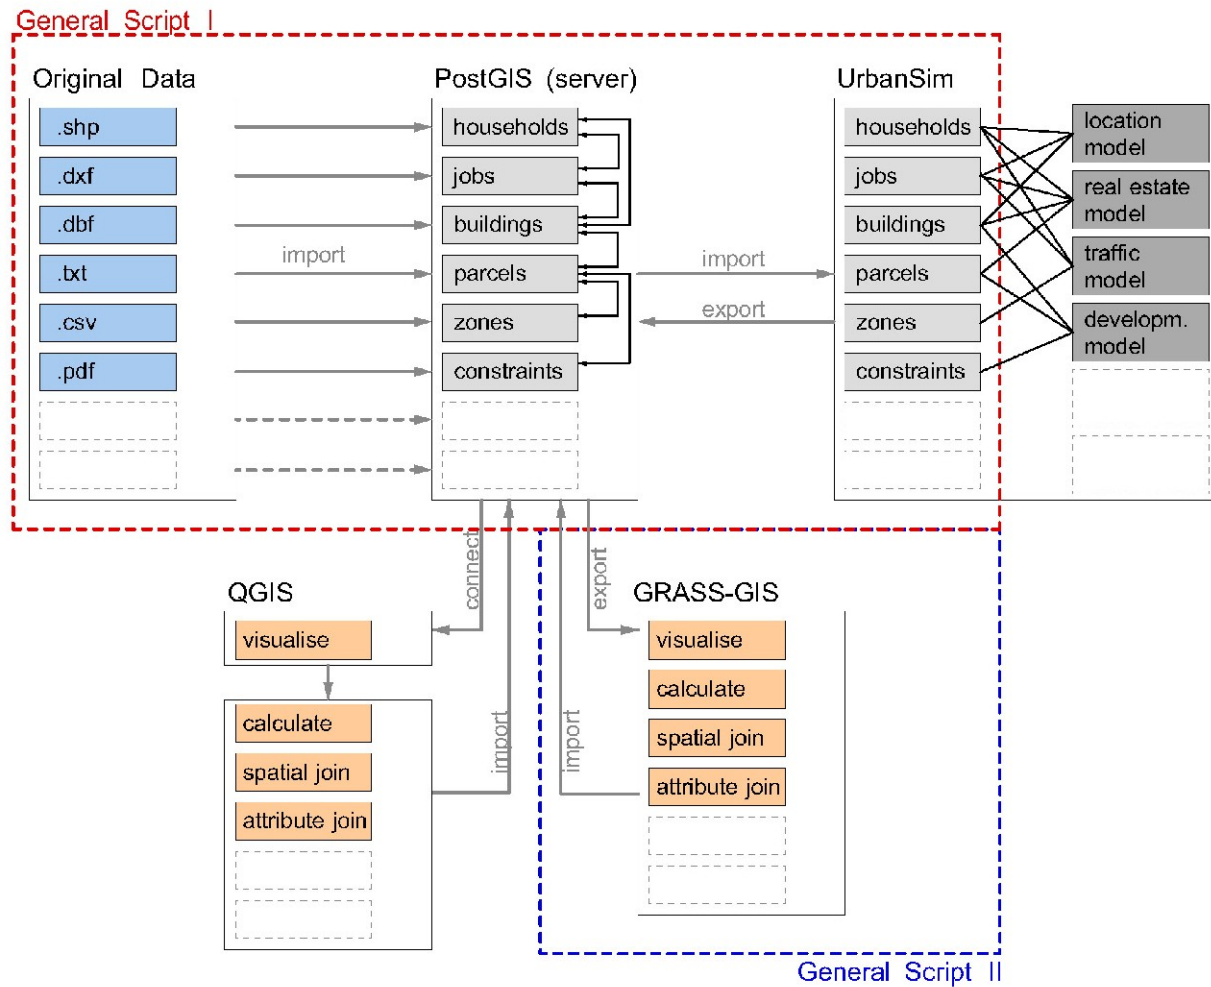 General Script I
Original Data
.shp
.dxf
.dbf
.txt
.csv
.pdf
import
PostGIS (server)
households
jobs
buildings
parcels
zones
constraints
import
export
UrbanSim
households
jobs
buildings
parcels
zones
constraints
location
model
real estate
model
traffic
model
developm.
model
connect
import
import
export
QGIS
visualise
calculate
spatial join
attribute join
GRASS-GIS
visualise
calculate
spatial join
attribute join
General Script II